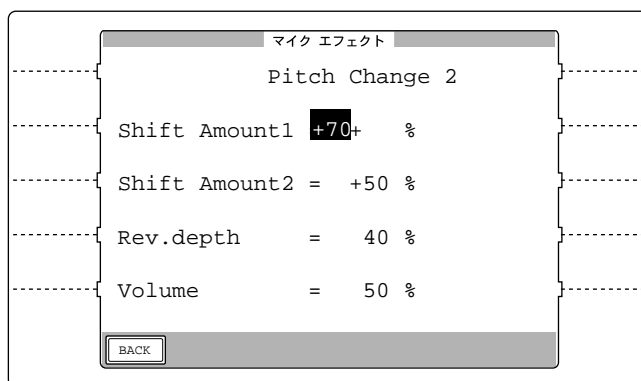 マイク エフェクト
Pitch Change 2
Shift Amount1 +70+ %
Shift Amount2 = +50 %
Rev.depth = 40 %
Volume = 50 %
BACK